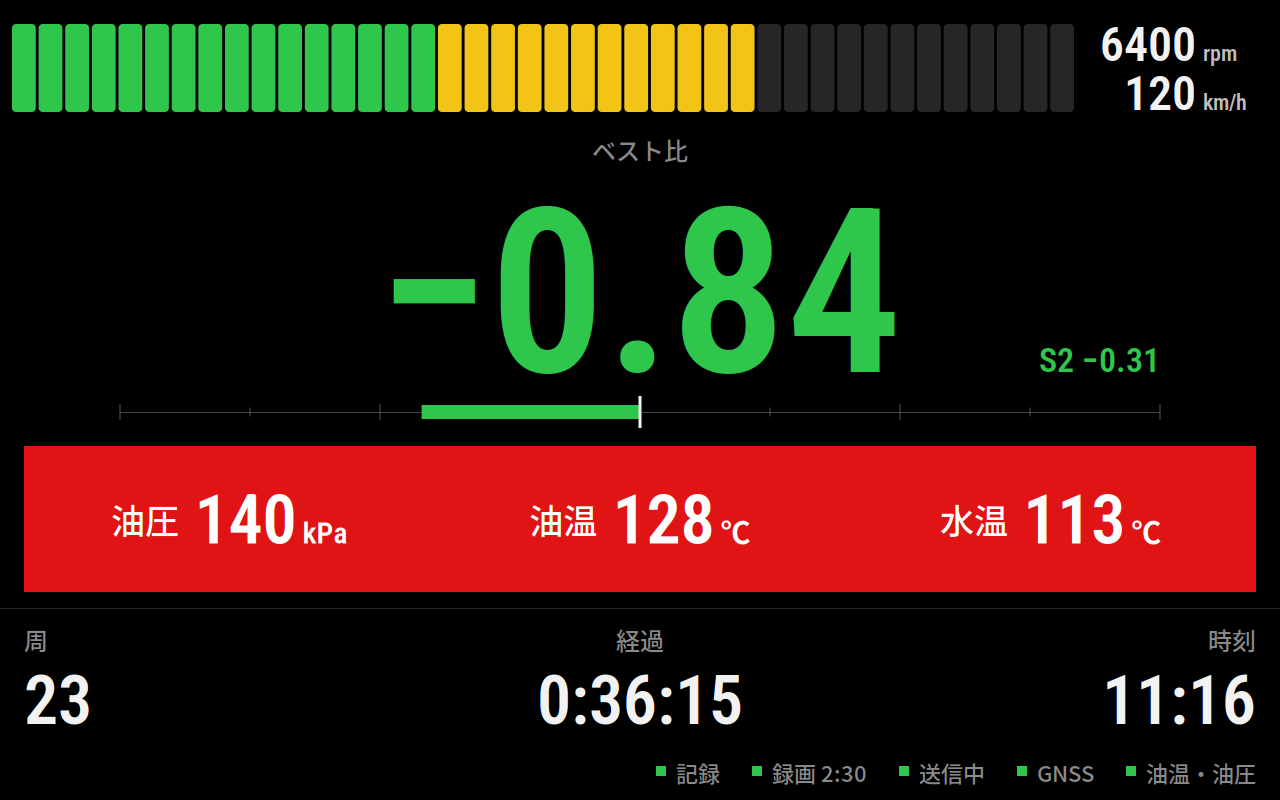 6400 rpm
120 km/h
ベスト比
-0.84
S2 -0.31
油圧 140 kPa 油温 128 ℃ 水温 113 ℃
周 経過 時刻
23 0:36:15 11:16
記録 録画 2:30 送信中 GNSS 油温・油圧